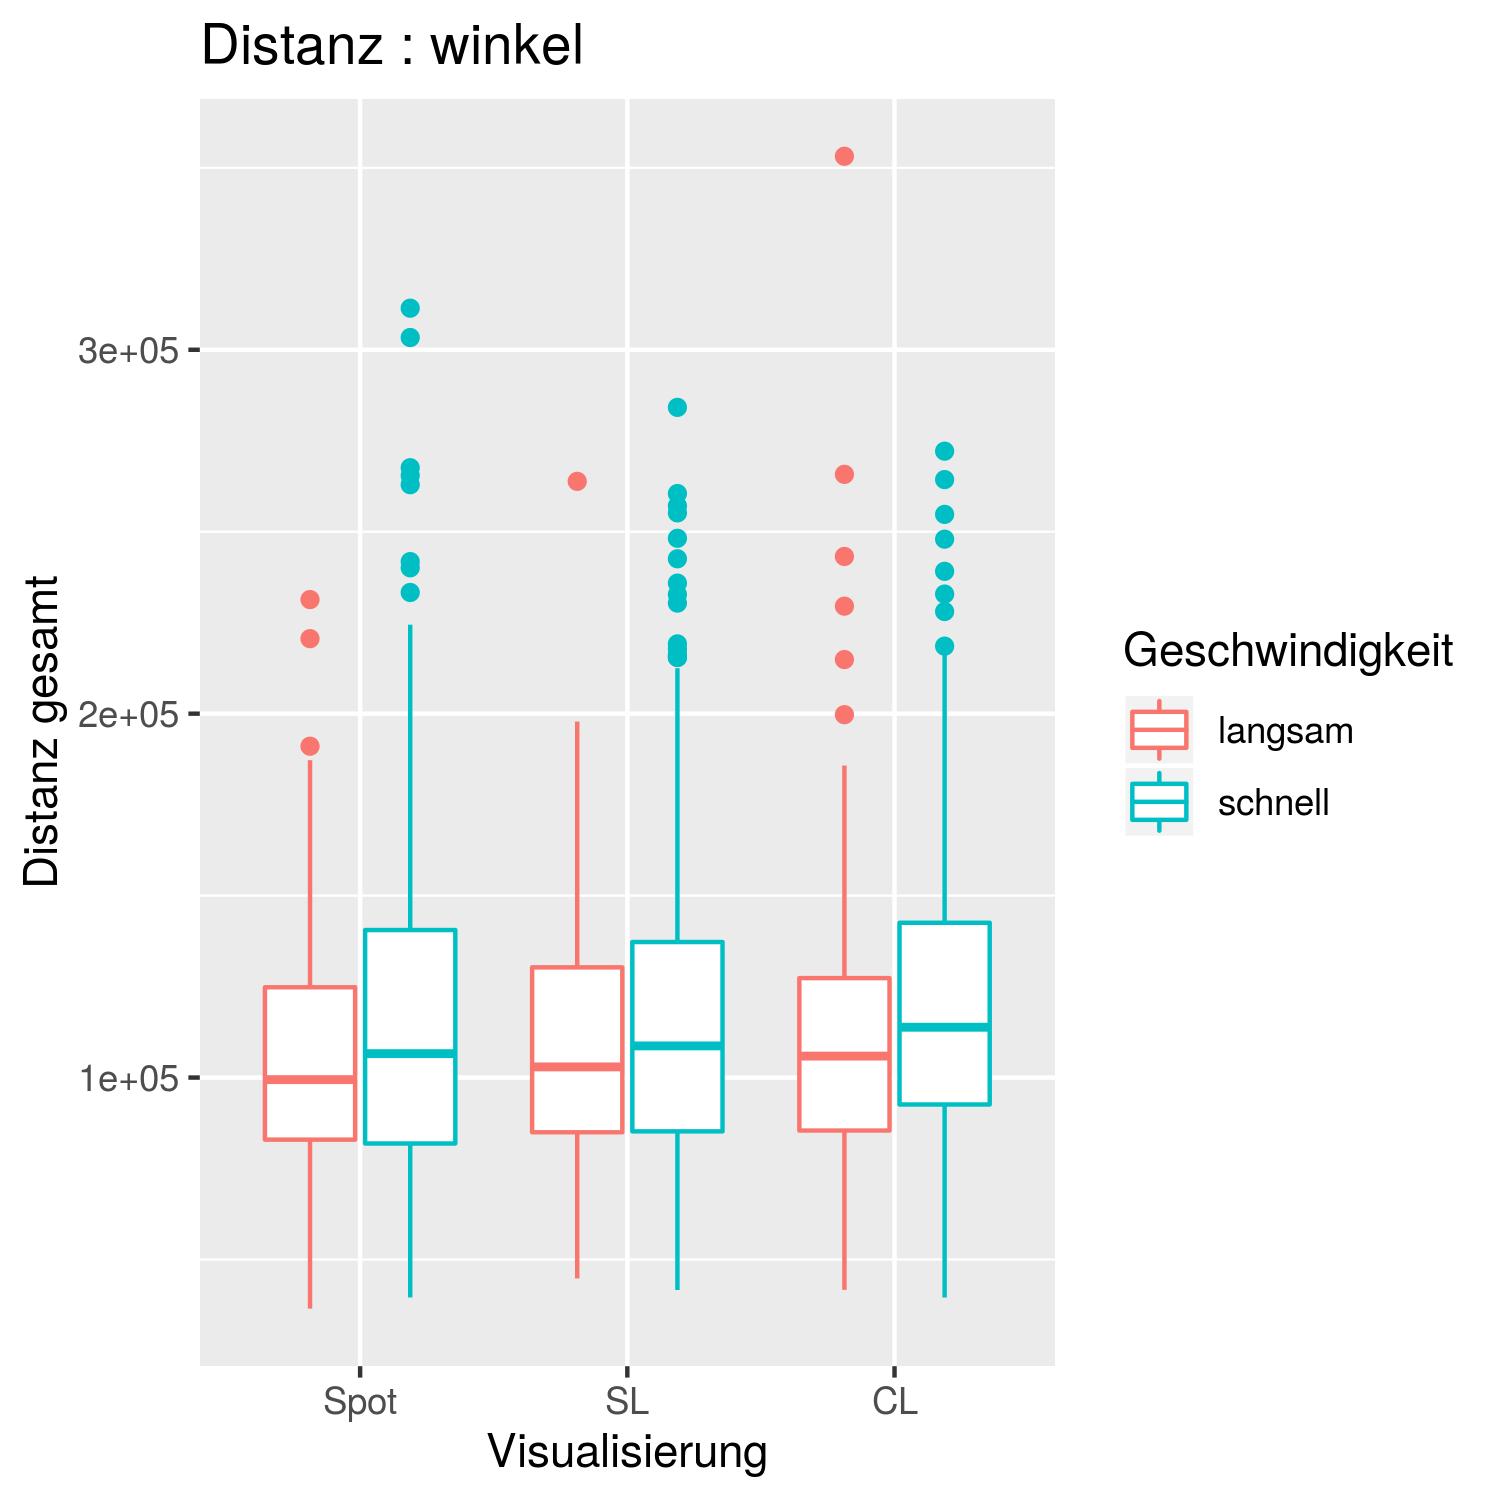 Distanz : winkel
Distanz gesamt
3e+05
2e+05
1e+05
Spot SL CL
Visualisierung
Geschwindigkeit
langsam
schnell